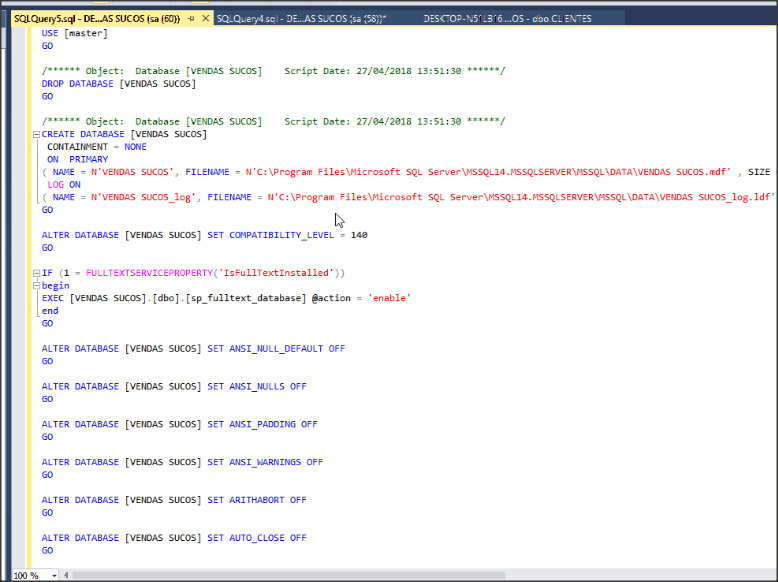 SQLQuery5.sql - DE...AS SUCOS (sa (60)) SQLQuery4.sql - DE...AS SUCOS (sa (58))* ...OS - dbo.CLIENTES
USE [master]
GO
/****** Object:  Database [VENDAS SUCOS]    Script Date: 27/04/2018 13:51:30 ******/
DROP DATABASE [VENDAS SUCOS]
GO
/****** Object:  Database [VENDAS SUCOS]    Script Date: 27/04/2018 13:51:30 ******/
CREATE DATABASE [VENDAS SUCOS]
CONTAINMENT = NONE
ON  PRIMARY
( NAME = N'VENDAS SUCOS', FILENAME = N'C:\Program Files\Microsoft SQL Server\MSSQL14.MSSQLSERVER\MSSQL\DATA\VENDAS SUCOS.mdf' , SIZE
LOG ON
( NAME = N'VENDAS SUCOS_log', FILENAME = N'C:\Program Files\Microsoft SQL Server\MSSQL14.MSSQLSERVER\MSSQL\DATA\VENDAS SUCOS_log.ldf'
GO
ALTER DATABASE [VENDAS SUCOS] SET COMPATIBILITY_LEVEL = 140
GO
IF (1 = FULLTEXTSERVICEPROPERTY('IsFullTextInstalled'))
begin
EXEC [VENDAS SUCOS].[dbo].[sp_fulltext_database] @action = 'enable'
end
GO
ALTER DATABASE [VENDAS SUCOS] SET ANSI_NULL_DEFAULT OFF
GO
ALTER DATABASE [VENDAS SUCOS] SET ANSI_NULLS OFF
GO
ALTER DATABASE [VENDAS SUCOS] SET ANSI_PADDING OFF
GO
ALTER DATABASE [VENDAS SUCOS] SET ANSI_WARNINGS OFF
GO
ALTER DATABASE [VENDAS SUCOS] SET ARITHABORT OFF
GO
ALTER DATABASE [VENDAS SUCOS] SET AUTO_CLOSE OFF
GO
100 %